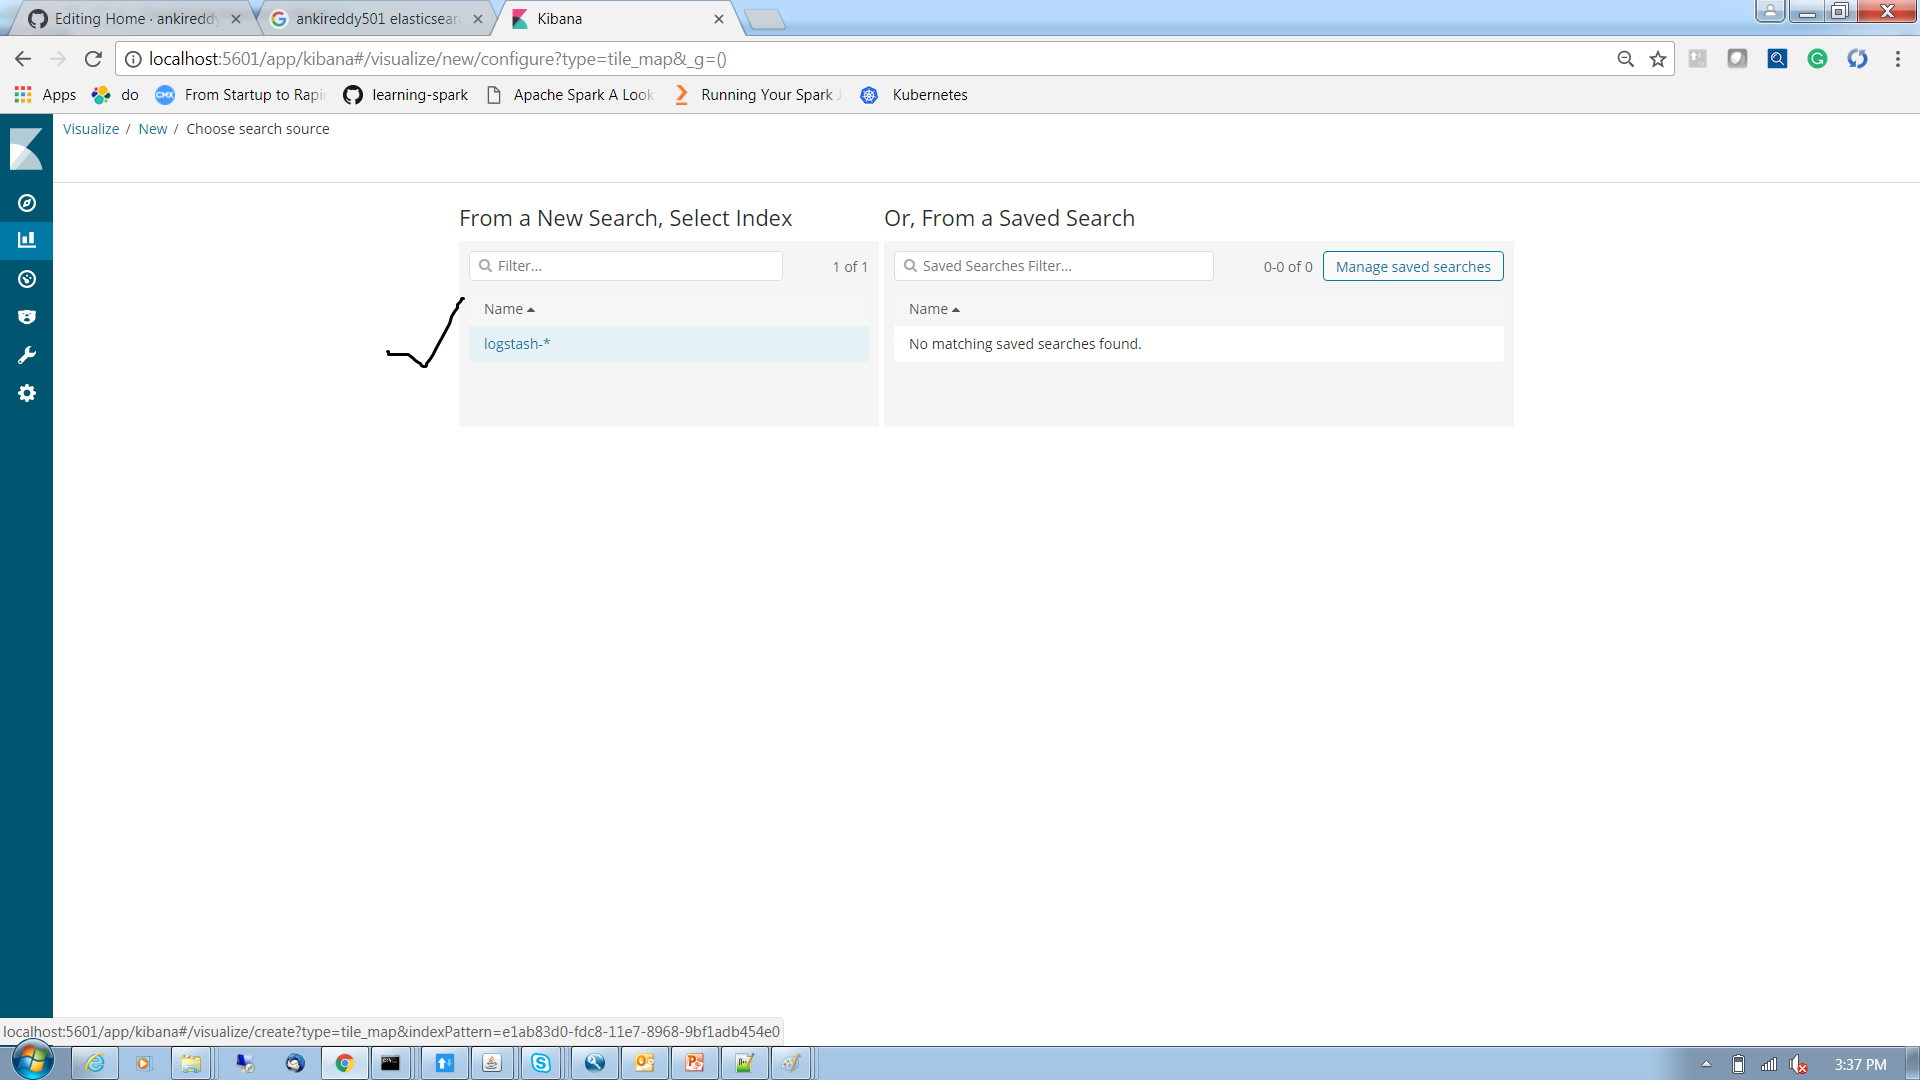 Editing Home · ankireddy
ankireddy501 elasticsear
Kibana
localhost:5601/app/kibana#/visualize/new/configure?type=tile_map&_g=()
Apps
do
CMX
From Startup to Rapi
learning-spark
Apache Spark A Look
Running Your Spark J
Kubernetes
Visualize / New / Choose search source
From a New Search, Select Index
Filter...
1 of 1
Name
logstash-*
Or, From a Saved Search
Saved Searches Filter...
0-0 of 0
Manage saved searches
Name
No matching saved searches found.
localhost:5601/app/kibana#/visualize/create?type=tile_map&indexPattern=e1ab83d0-fdc8-11e7-8968-9bf1adb454e0
3:37 PM